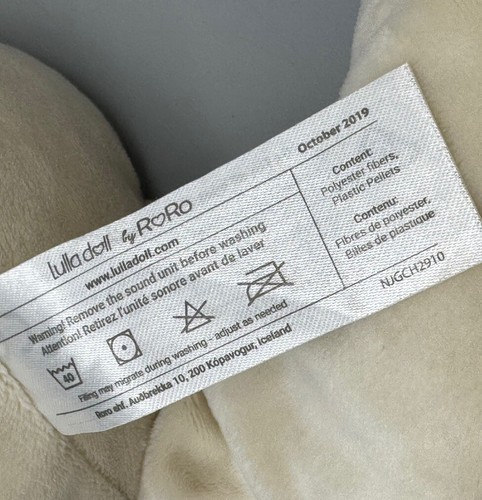 October 2019
lulla doll by RoRo
www.lulladoll.com
Warning! Remove the sound unit before washing
Attention! Retirez l'unité sonore avant de laver
40
Filling may migrate during washing - adjust as needed
Roro ehf. Auðbrekka 10, 200 Kópavogur, Iceland
Content:
Polyester fibers,
Plastic Pellets
Contenu:
Fibres de polyester,
Billes de plastique
NJGCH2910